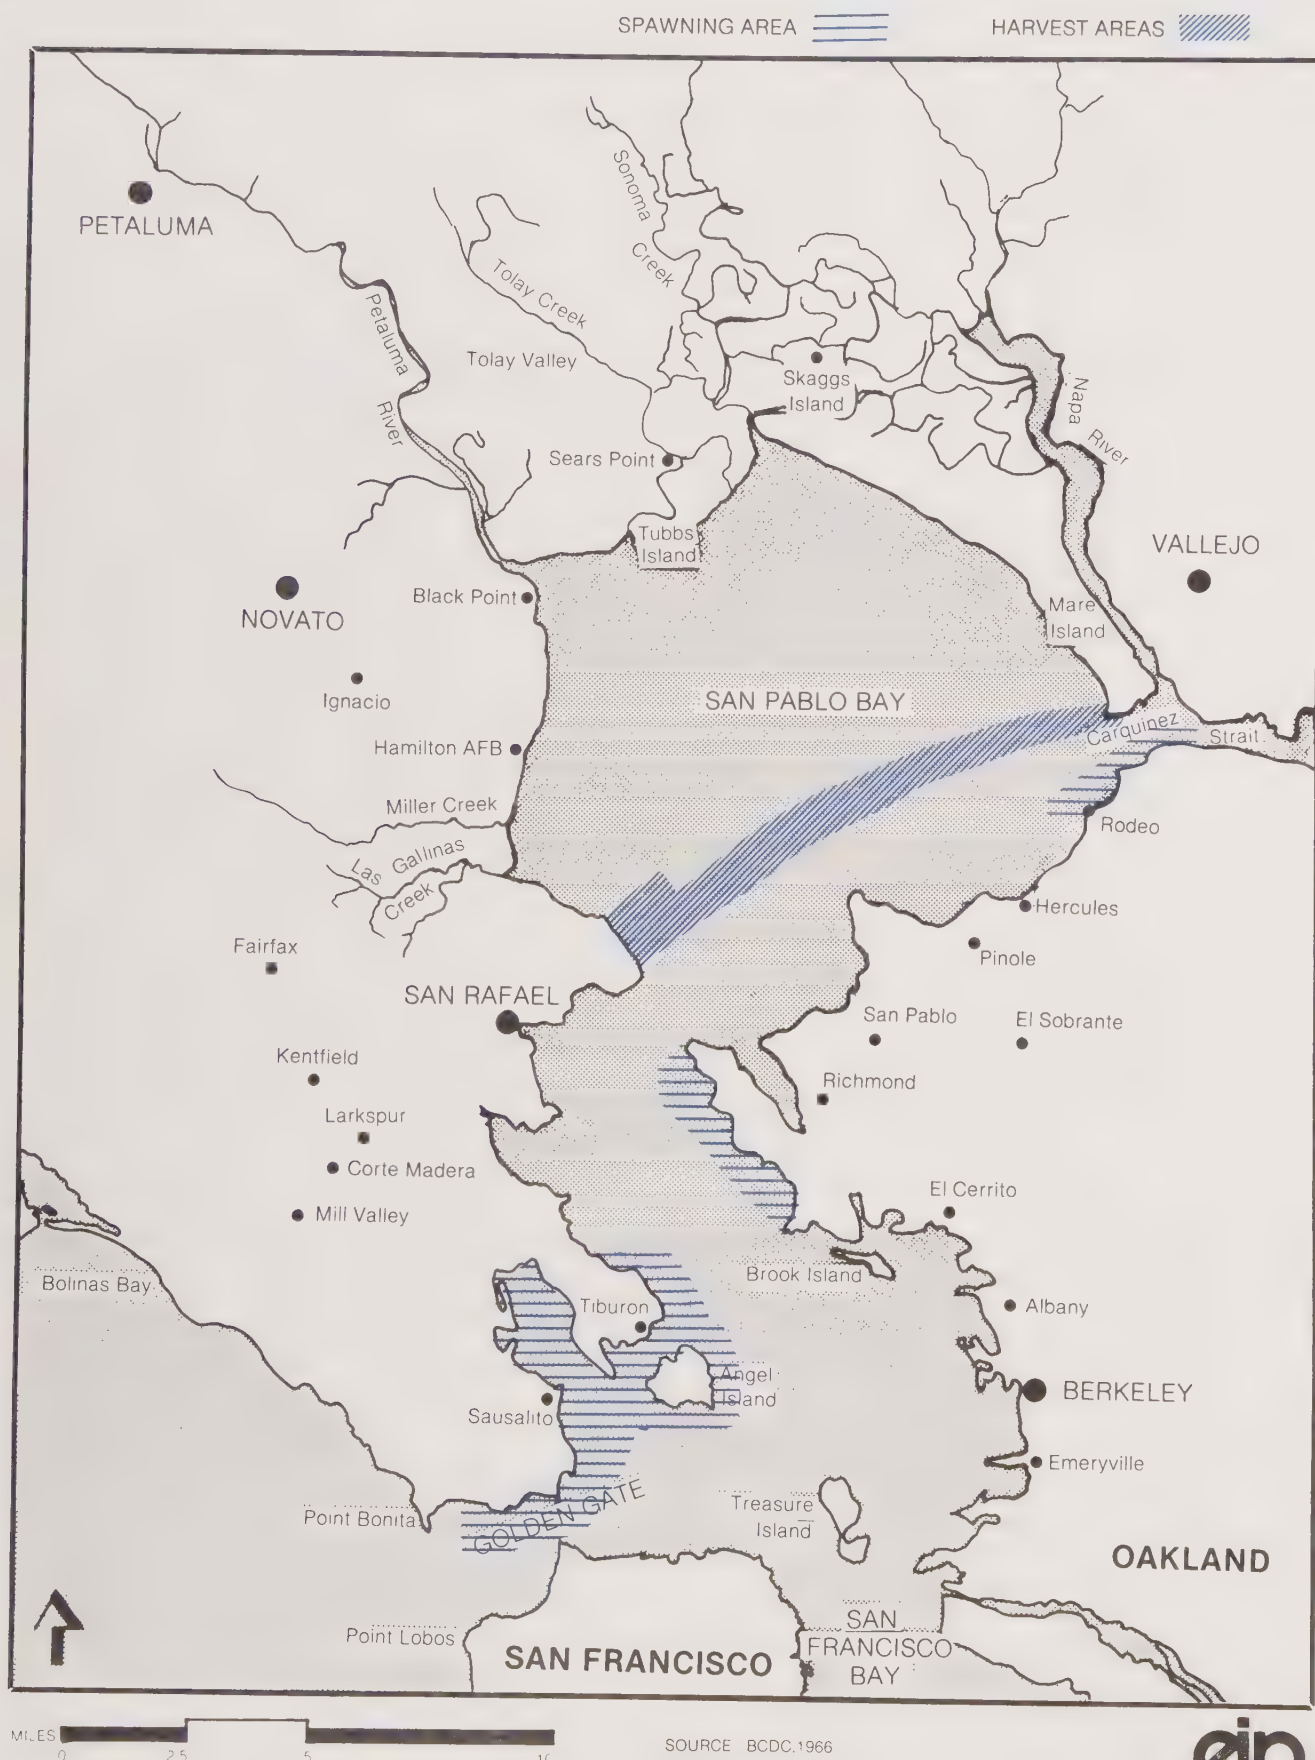 SPAWNING AREA
HARVEST AREAS
PETALUMA
Sonoma
Creek
Tolay Creek
Petaluma
River
Tolay Valley
Skaggs
Island
Napa
River
Sears Point
Tubbs
Island
VALLEJO
Black Point
NOVATO
Mare
Island
Ignacio
SAN PABLO BAY
Hamilton AFB
Carquinez
Strait
Miller Creek
Rodeo
Las Gallinas
Creek
Hercules
Fairfax
Pinole
SAN RAFAEL
San Pablo
El Sobrante
Kentfield
Richmond
Larkspur
Corte Madera
El Cerrito
Mill Valley
Bolinas Bay
Brook Island
Tiburon
Albany
Angel
Island
BERKELEY
Sausalito
Emeryville
GOLDEN GATE
Treasure
Island
Point Bonita
OAKLAND
Point Lobos
SAN FRANCISCO
SAN
FRANCISCO
BAY
MILES
0 2.5 5 10
SOURCE BCDC, 1966
eip